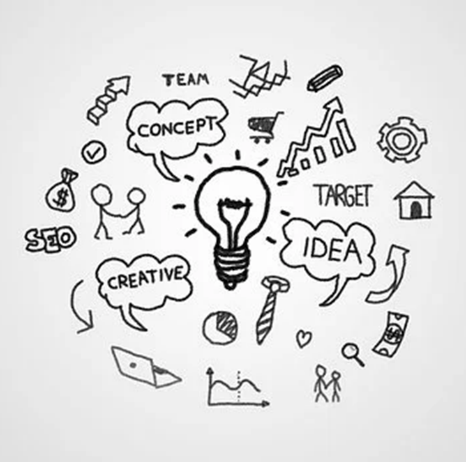 TEAM
CONCEPT
TARGET
$
SEO
IDEA
CREATIVE
$$